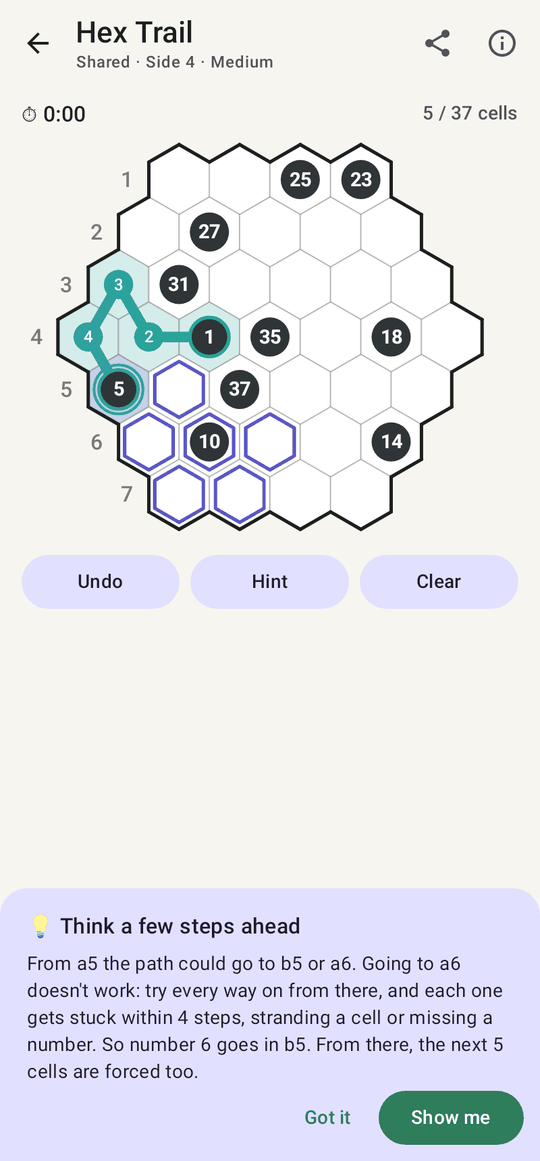 Hex Trail
Shared · Side 4 · Medium
⏱ 0:00
5 / 37 cells
1 25 23
2 27
3 3 31
4 4 2 1 35 18
5 5 37
6 10 14
7
Undo Hint Clear
💡 Think a few steps ahead
From a5 the path could go to b5 or a6. Going to a6
doesn't work: try every way on from there, and each one
gets stuck within 4 steps, stranding a cell or missing a
number. So number 6 goes in b5. From there, the next 5
cells are forced too.
Got it Show me